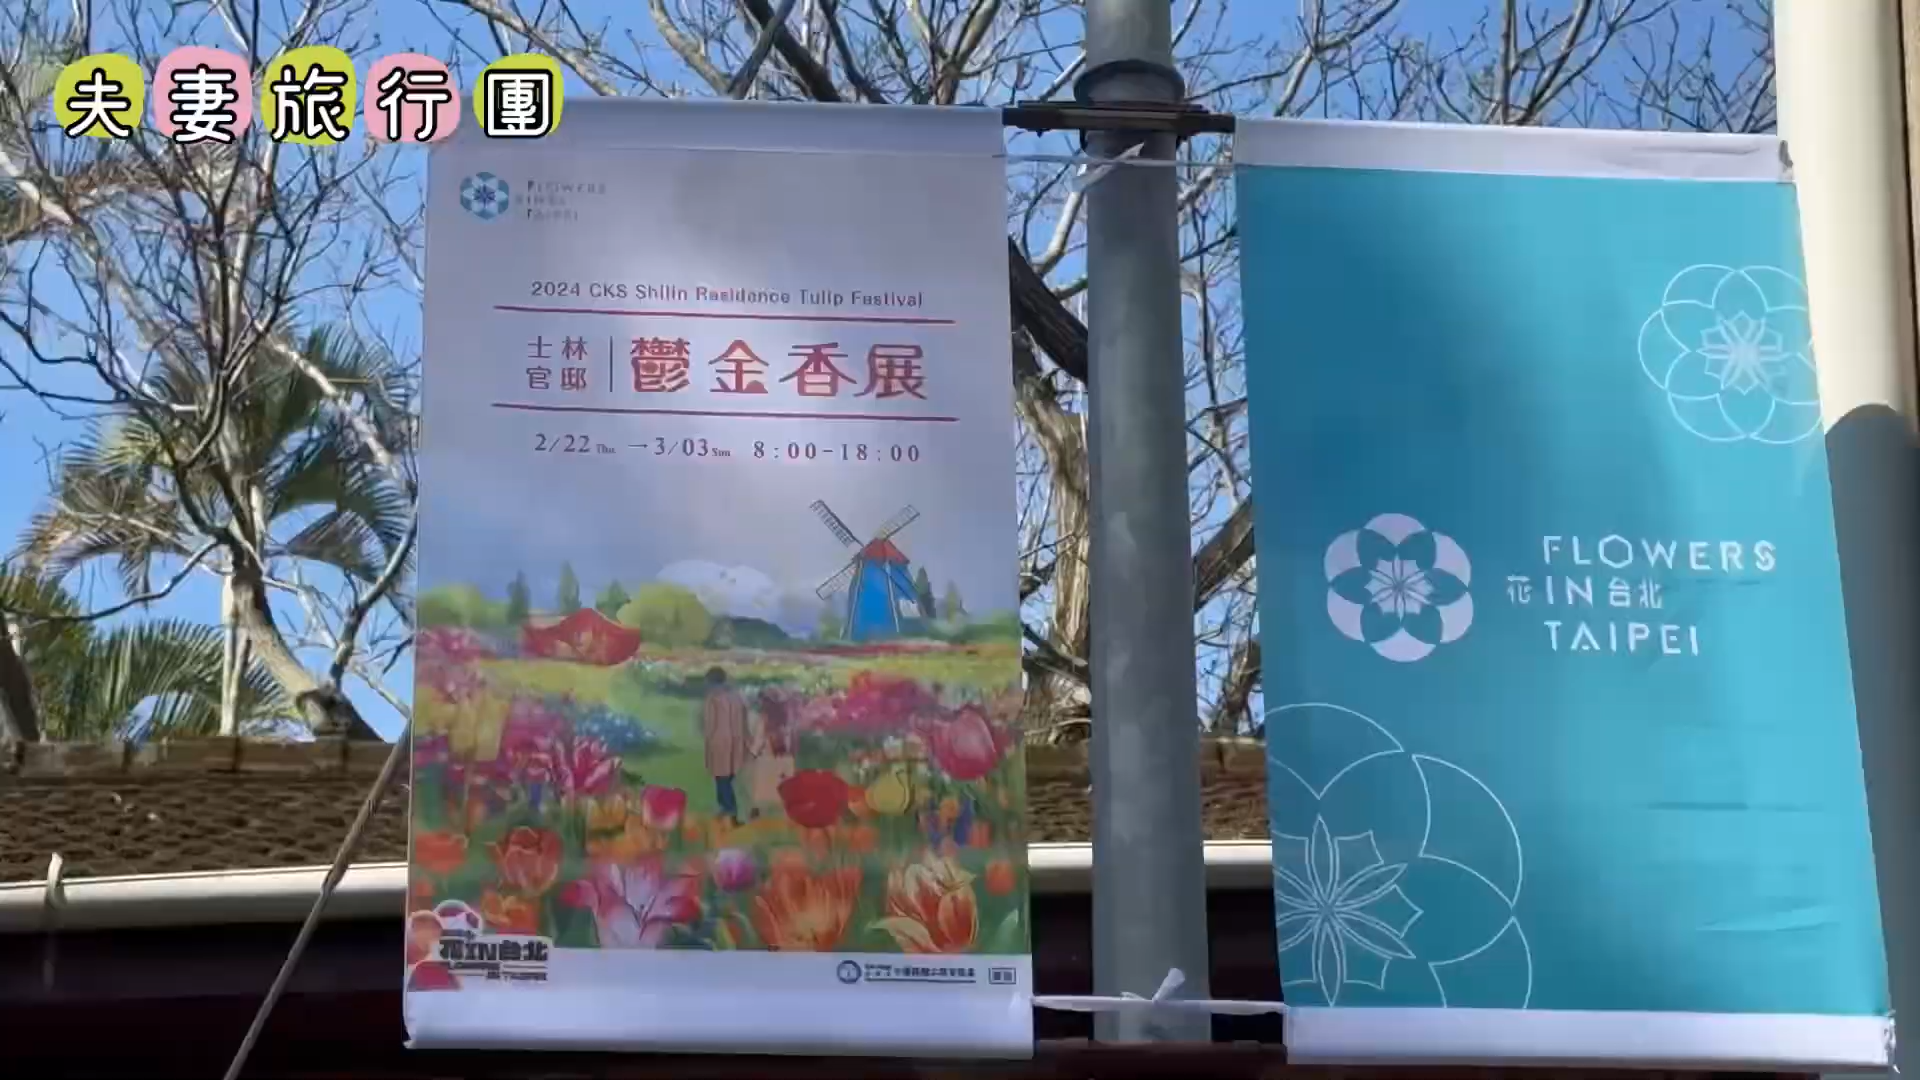 夫妻旅行團
FLOWERS
IN
TAIPEI
2024 CKS Shilin Residence Tulip Festival
士林官邸 鬱金香展
2/22 Thu. → 3/03 Sun 8:00-18:00
花IN台北
FLOWERS
花IN台北
TAIPEI